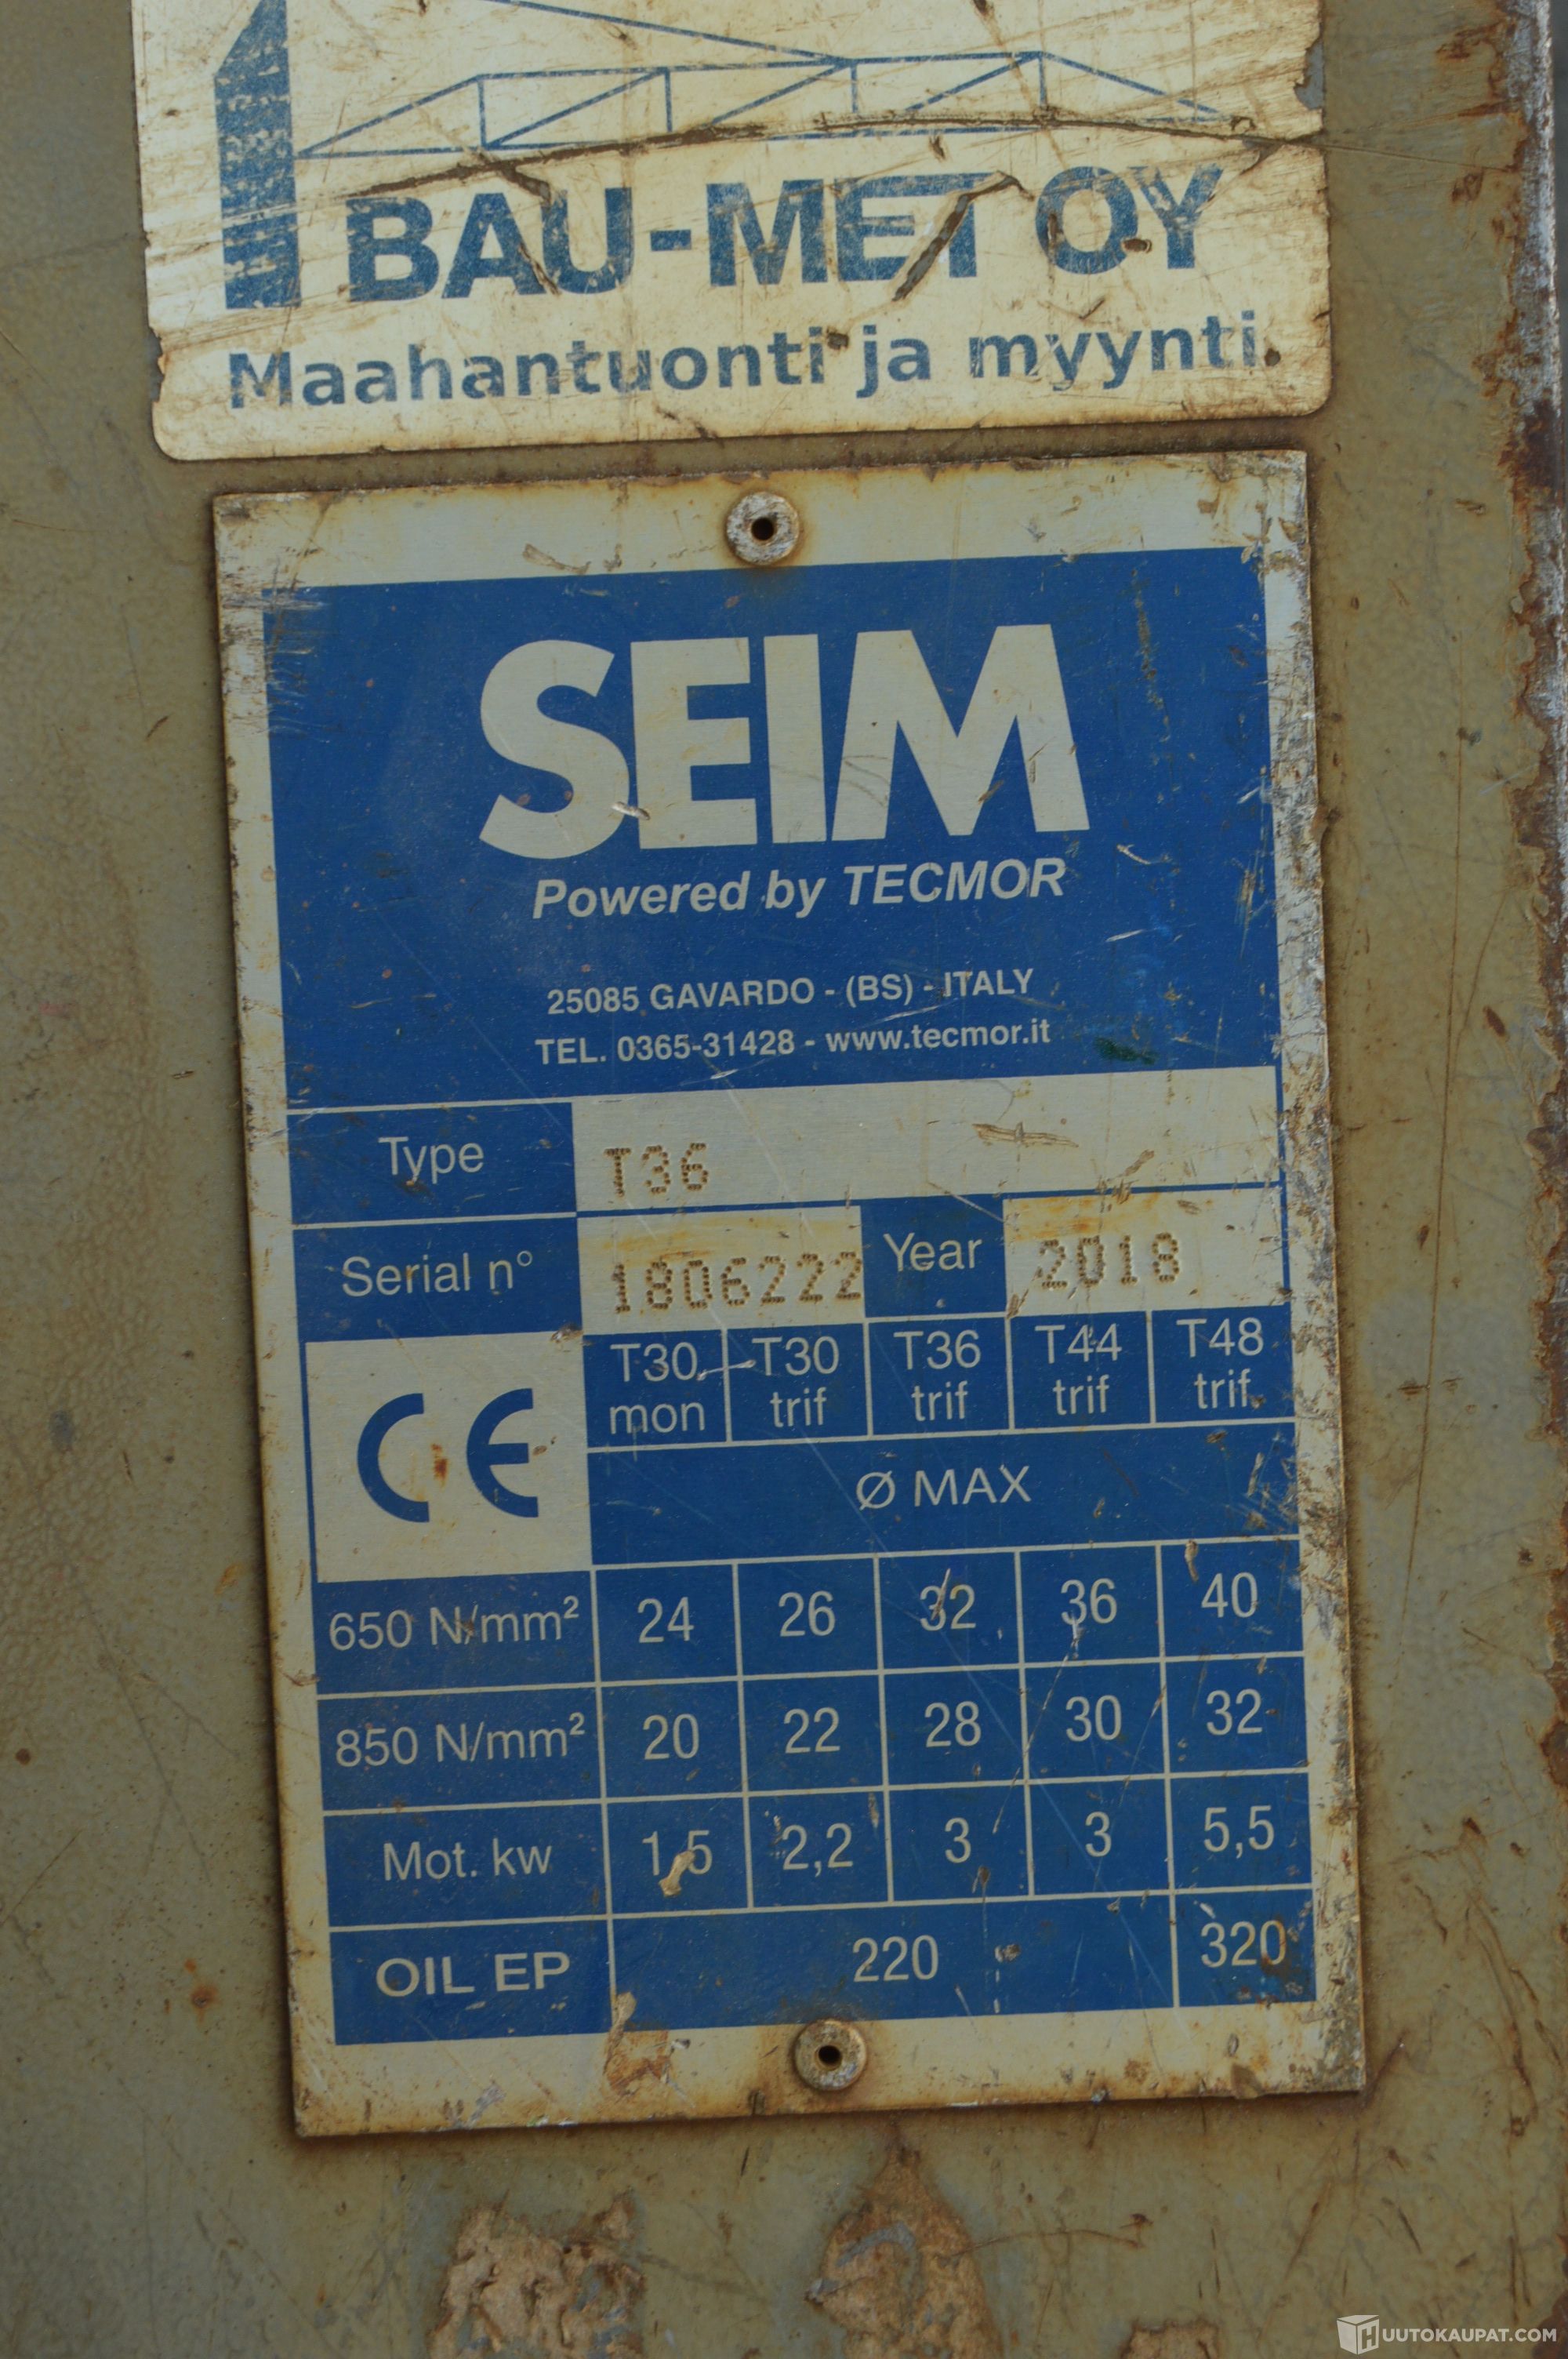 BAU-MET OY
Maahantuonti ja myynti.
SEIM
Powered by TECMOR
25085 GAVARDO - (BS) - ITALY
TEL. 0365-31428 - www.tecmor.it
Type T36
Serial n° 1806222 Year 2018
CE
T30 mon T30 trif T36 trif T44 trif T48 trif
Ø MAX
650 N/mm² 24 26 32 36 40
850 N/mm² 20 22 28 30 32
Mot. kw 1,5 2,2 3 3 5,5
OIL EP 220 320
HUUTOKAUPAT.COM